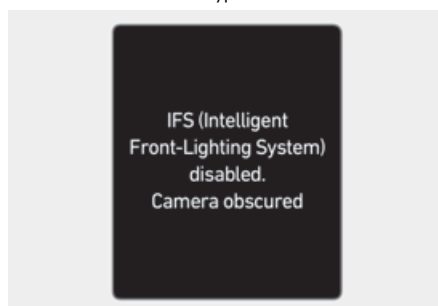 IFS (Intelligent
Front-Lighting System)
disabled.
Camera obscured